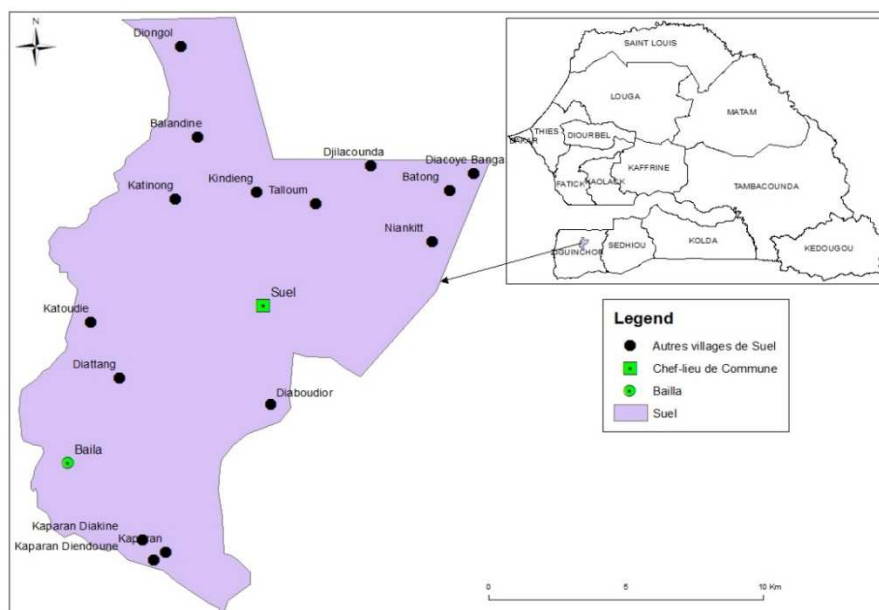 N
Diongol
Balandine
Katinong
Kindieng
Talloum
Djilacounda
Diacoye Banga
Batong
Niankitt
Suel
Katoudie
Diattang
Diaboudior
Baila
Kaparan Diakine
Kaparan
Kaparan Diendoune
SAINT LOUIS
LOUGA
MATAM
THIES
DIOURBEL
FATICK
KAOLACK
KAFFRINE
TAMBACOUNDA
ZIGUINCHOR
SEDHIOU
KOLDA
KEDOUGOU
DAKAR
Legend
Autres villages de Suel
Chef-lieu de Commune
Bailla
Suel
0 5 10 Km